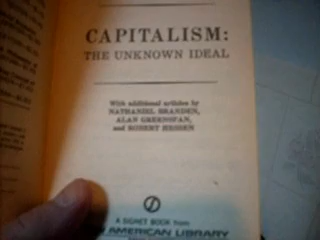 CAPITALISM:
THE UNKNOWN IDEAL
With additional articles by
NATHANIEL BRANDEN,
ALAN GREENSPAN,
and ROBERT HESSEN
A SIGNET BOOK from
AMERICAN LIBRARY